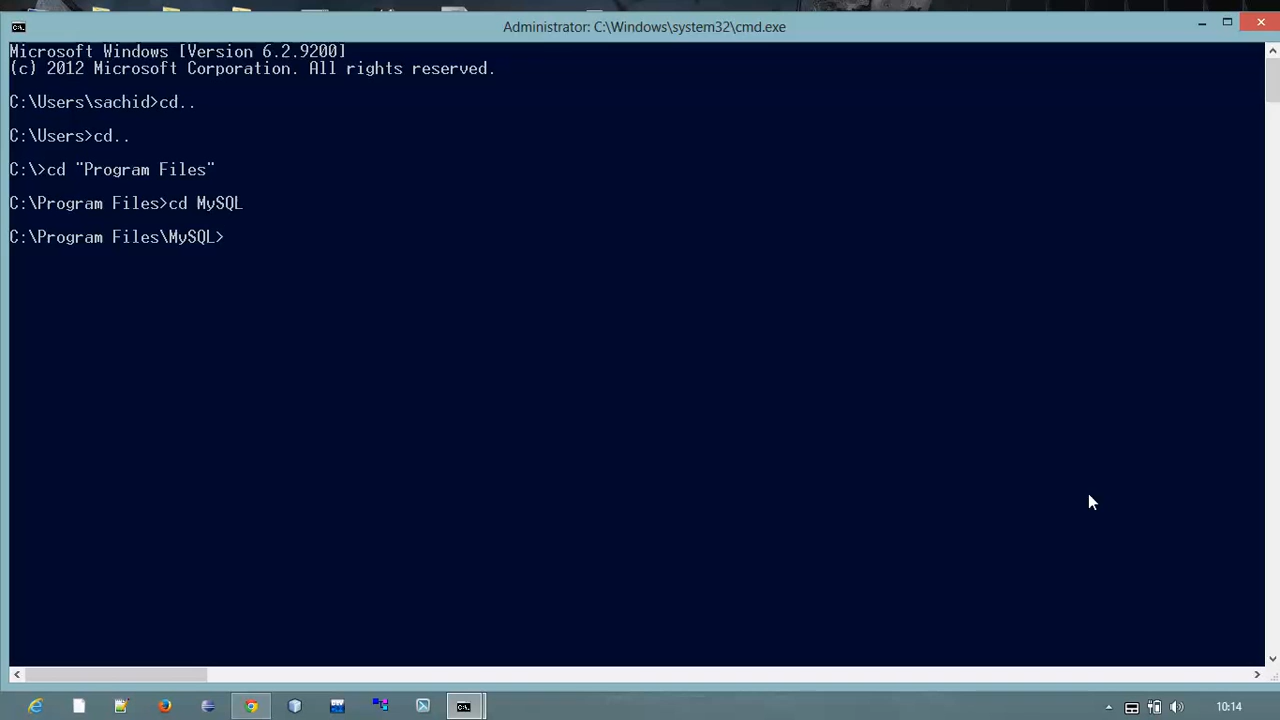 Administrator: C:\Windows\system32\cmd.exe
Microsoft Windows [Version 6.2.9200]
(c) 2012 Microsoft Corporation. All rights reserved.
C:\Users\sachid>cd..
C:\Users>cd..
C:\>cd "Program Files"
C:\Program Files>cd MySQL
C:\Program Files\MySQL>
10:14